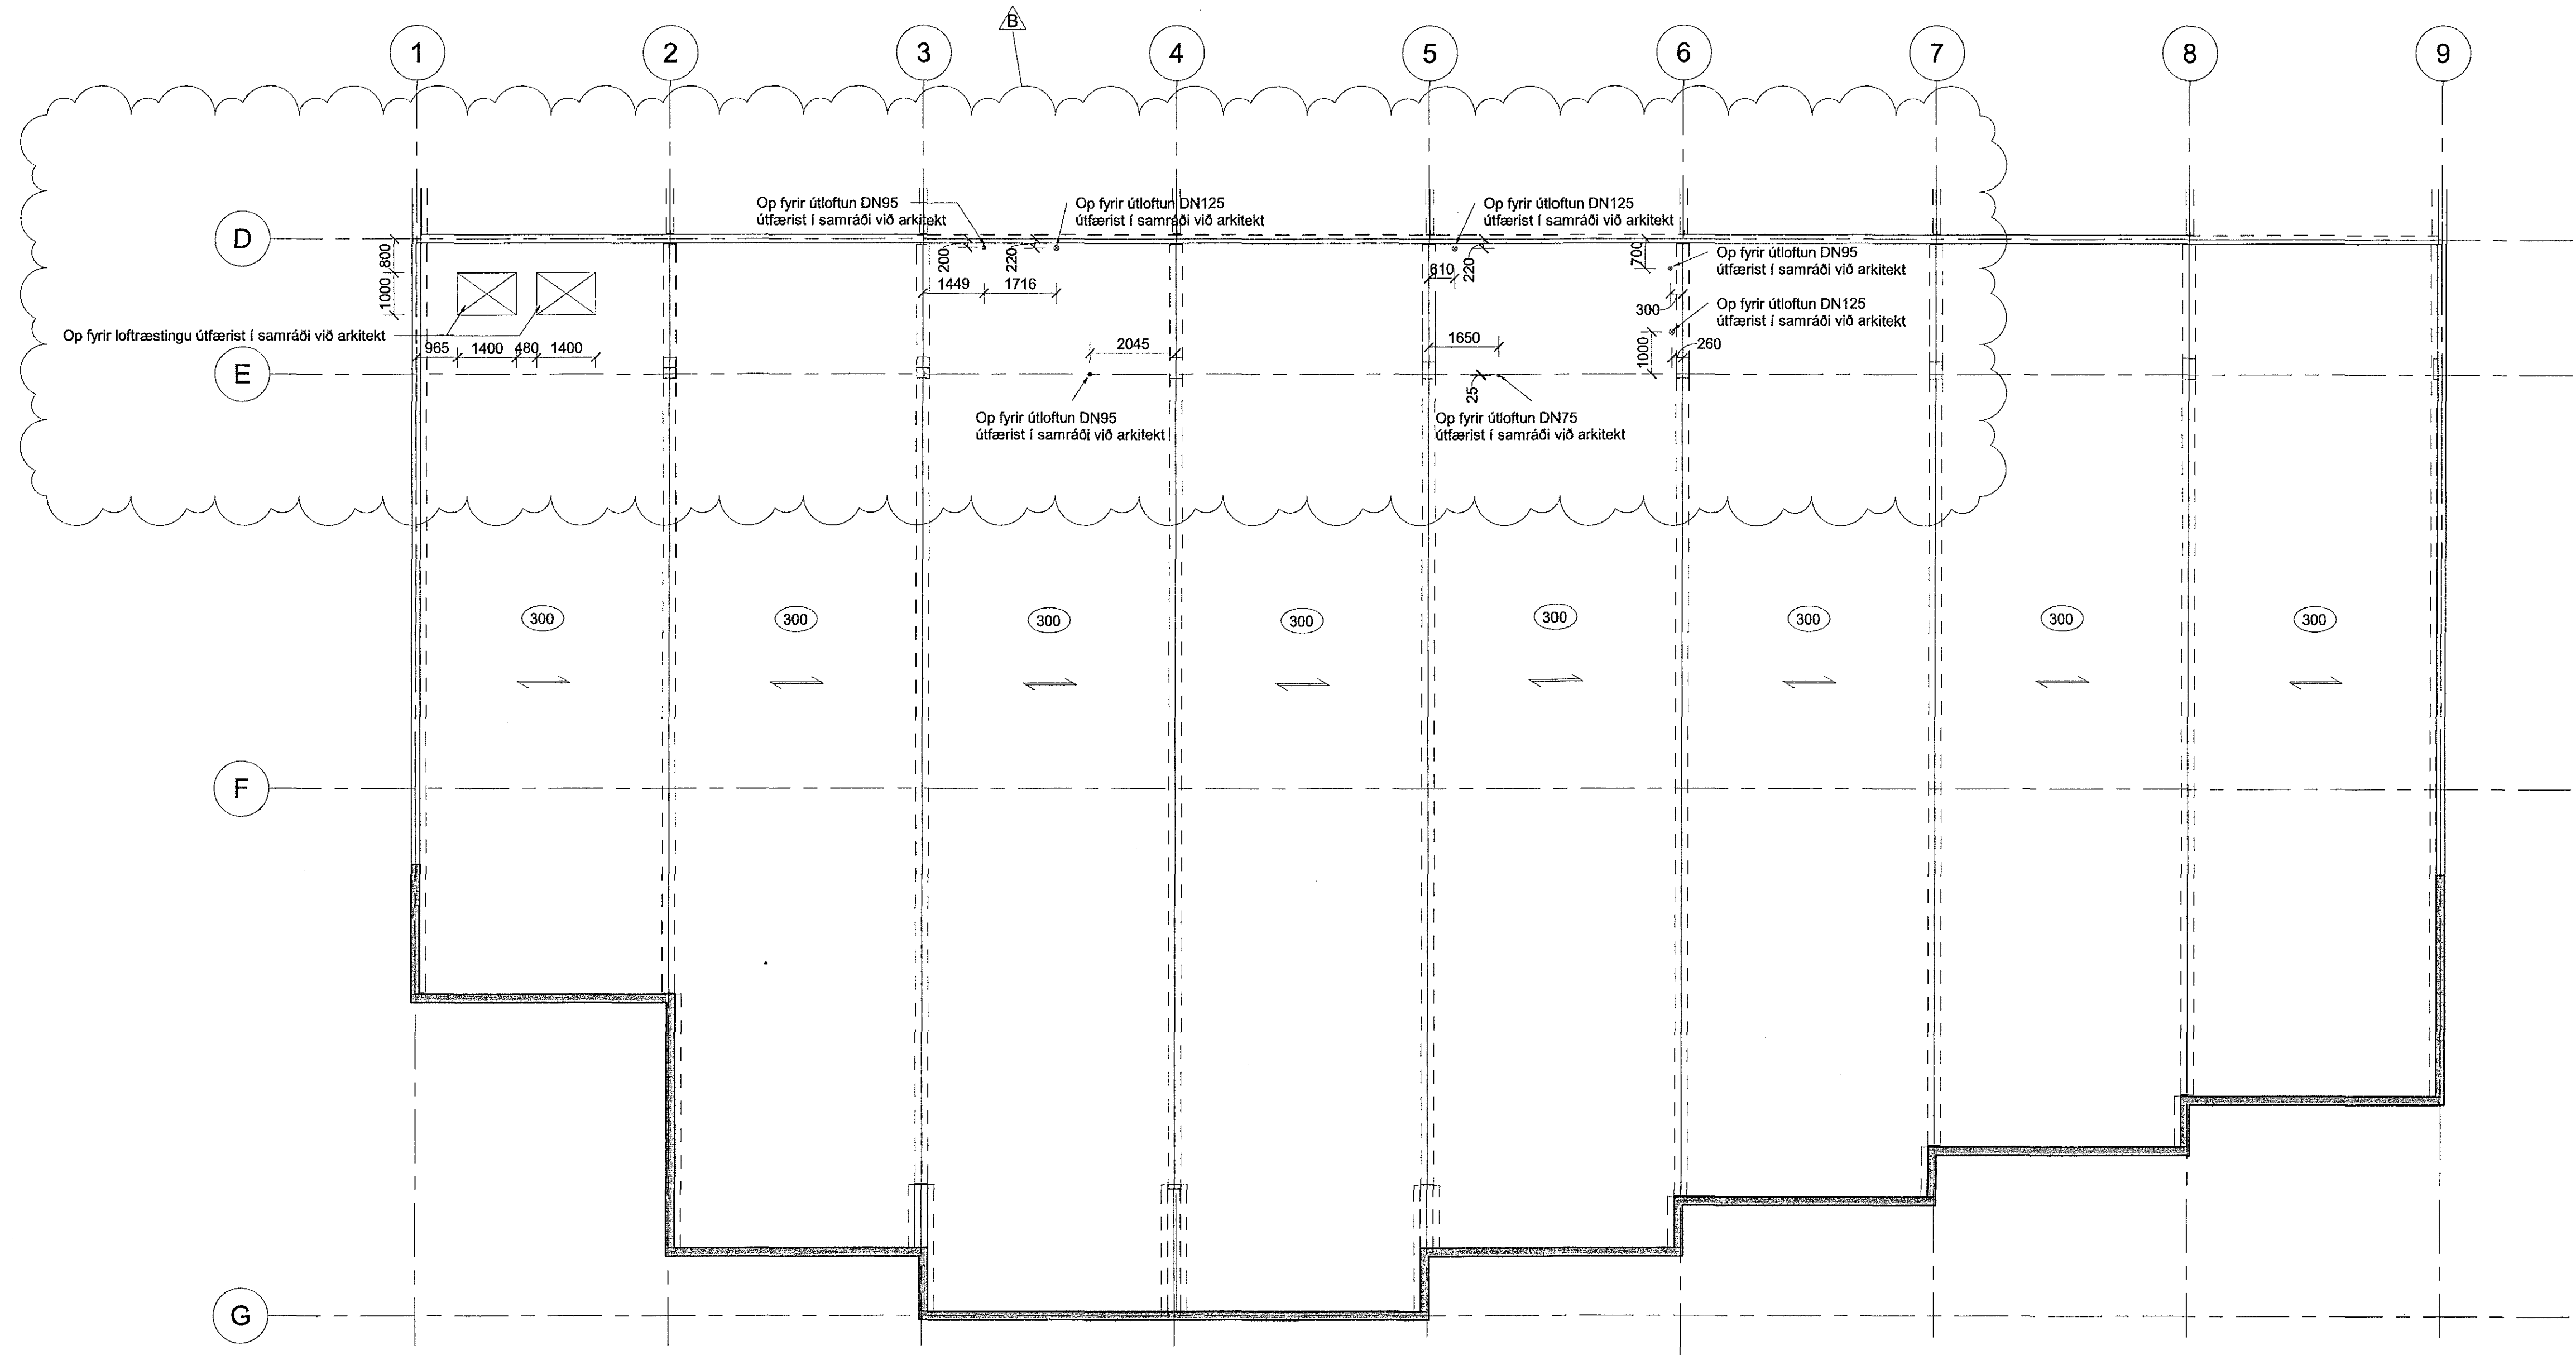 B
1 2 3 4 5 6 7 8 9
Op fyrir útloftun DN95
útfærist í samráði við arkitekt
Op fyrir útloftun DN125
útfærist í samráði við arkitekt
Op fyrir útloftun DN125
útfærist í samráði við arkitekt
D
800
200
220
220
700
Op fyrir útloftun DN95
útfærist í samráði við arkitekt
610
1000
1449
1716
300
Op fyrir útloftun DN125
útfærist í samráði við arkitekt
Op fyrir loftræstingu útfærist í samráði við arkitekt
965
1400
480
1400
2045
1650
1000
260
E
25
Op fyrir útloftun DN95
útfærist í samráði við arkitekt
Op fyrir útloftun DN75
útfærist í samráði við arkitekt
300 300 300 300 300 300 300 300
F
G